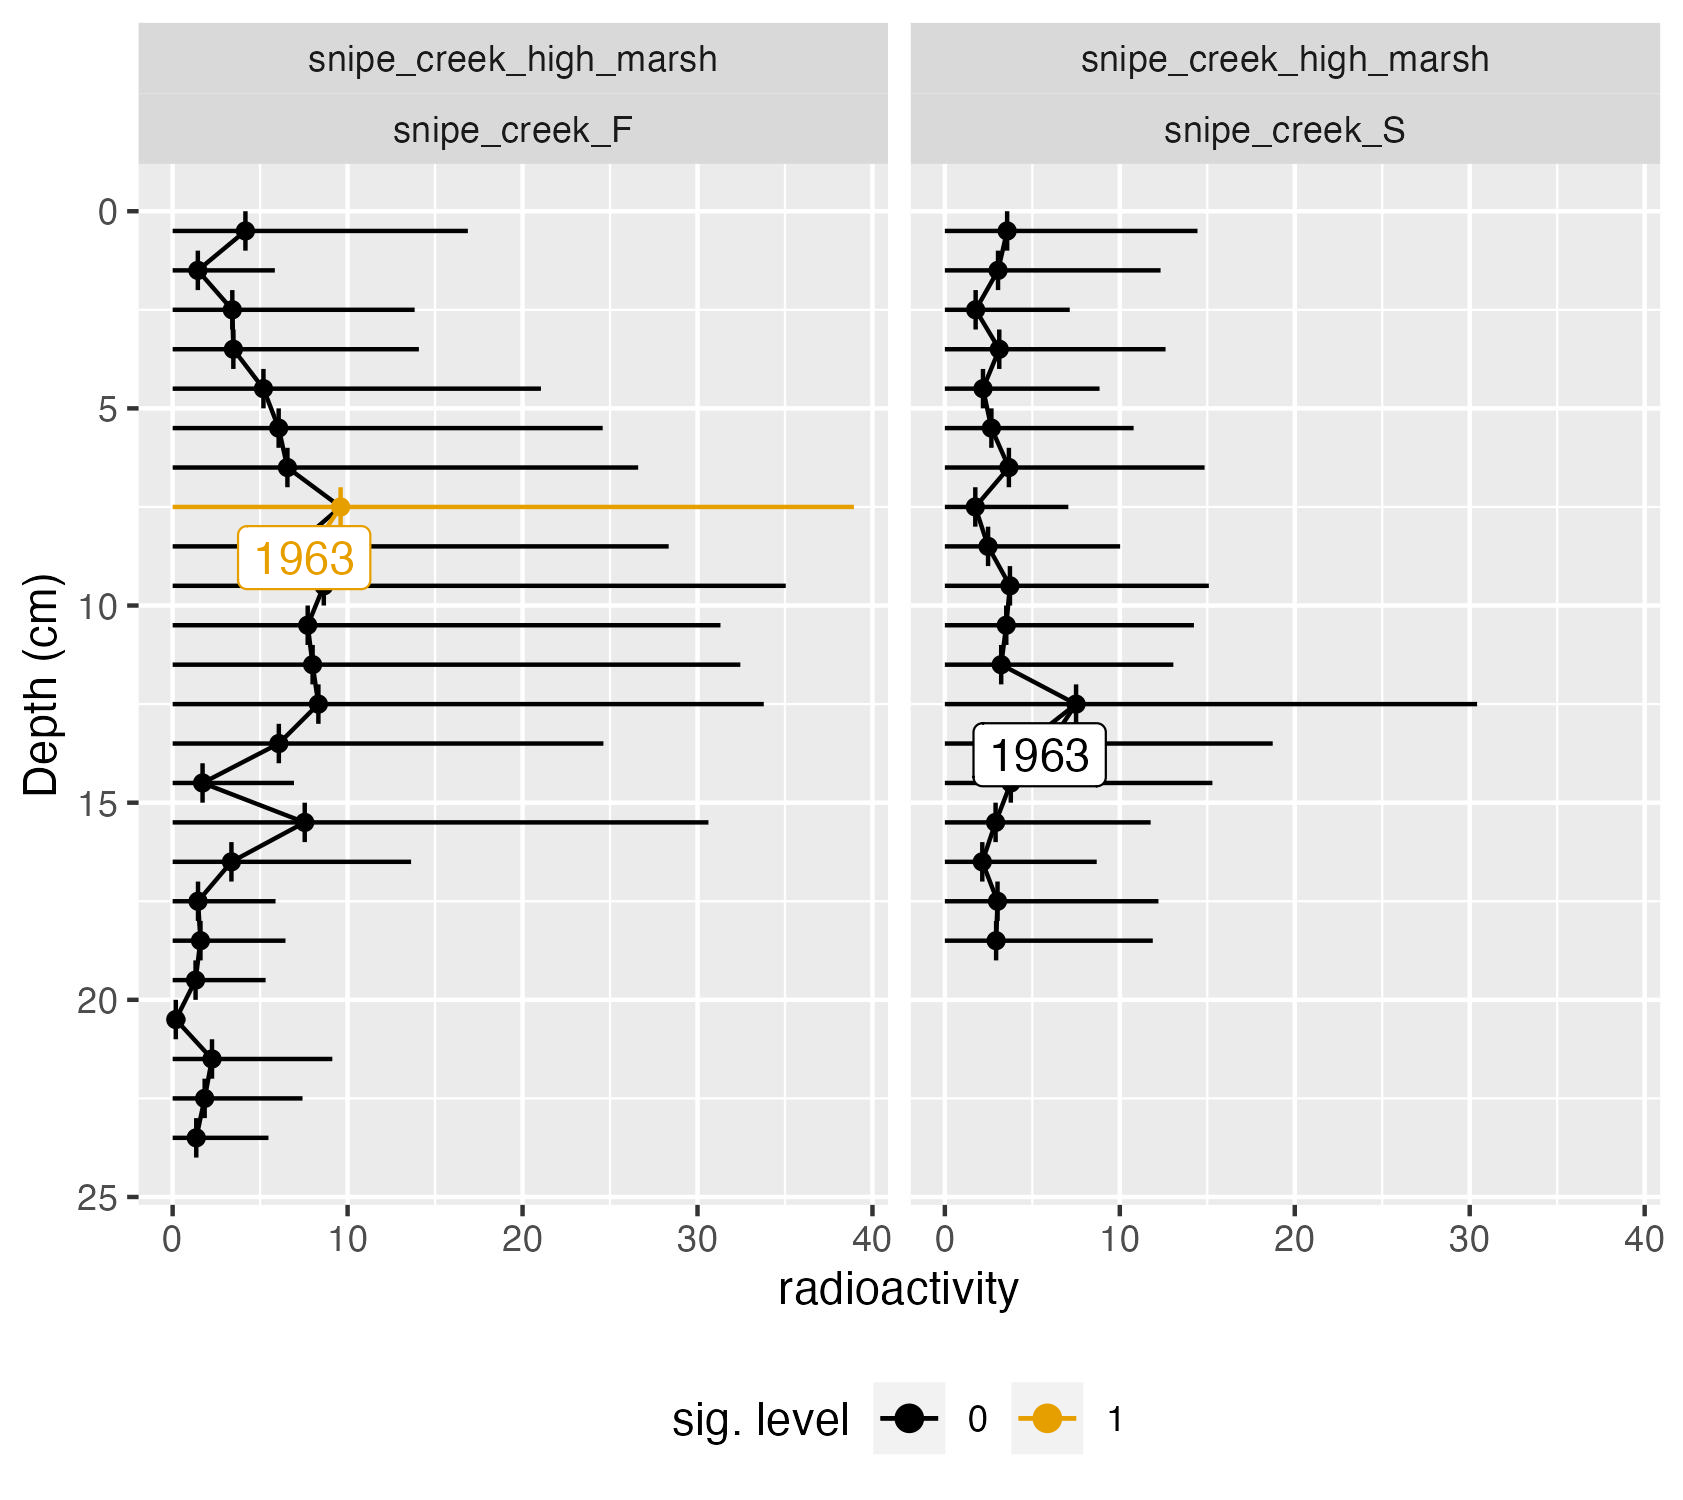 snipe_creek_high_marsh snipe_creek_high_marsh
snipe_creek_F snipe_creek_S
0
5
10
15
20
25
Depth (cm)
1963
1963
0 10 20 30 40 0 10 20 30 40
radioactivity
sig. level 0 1